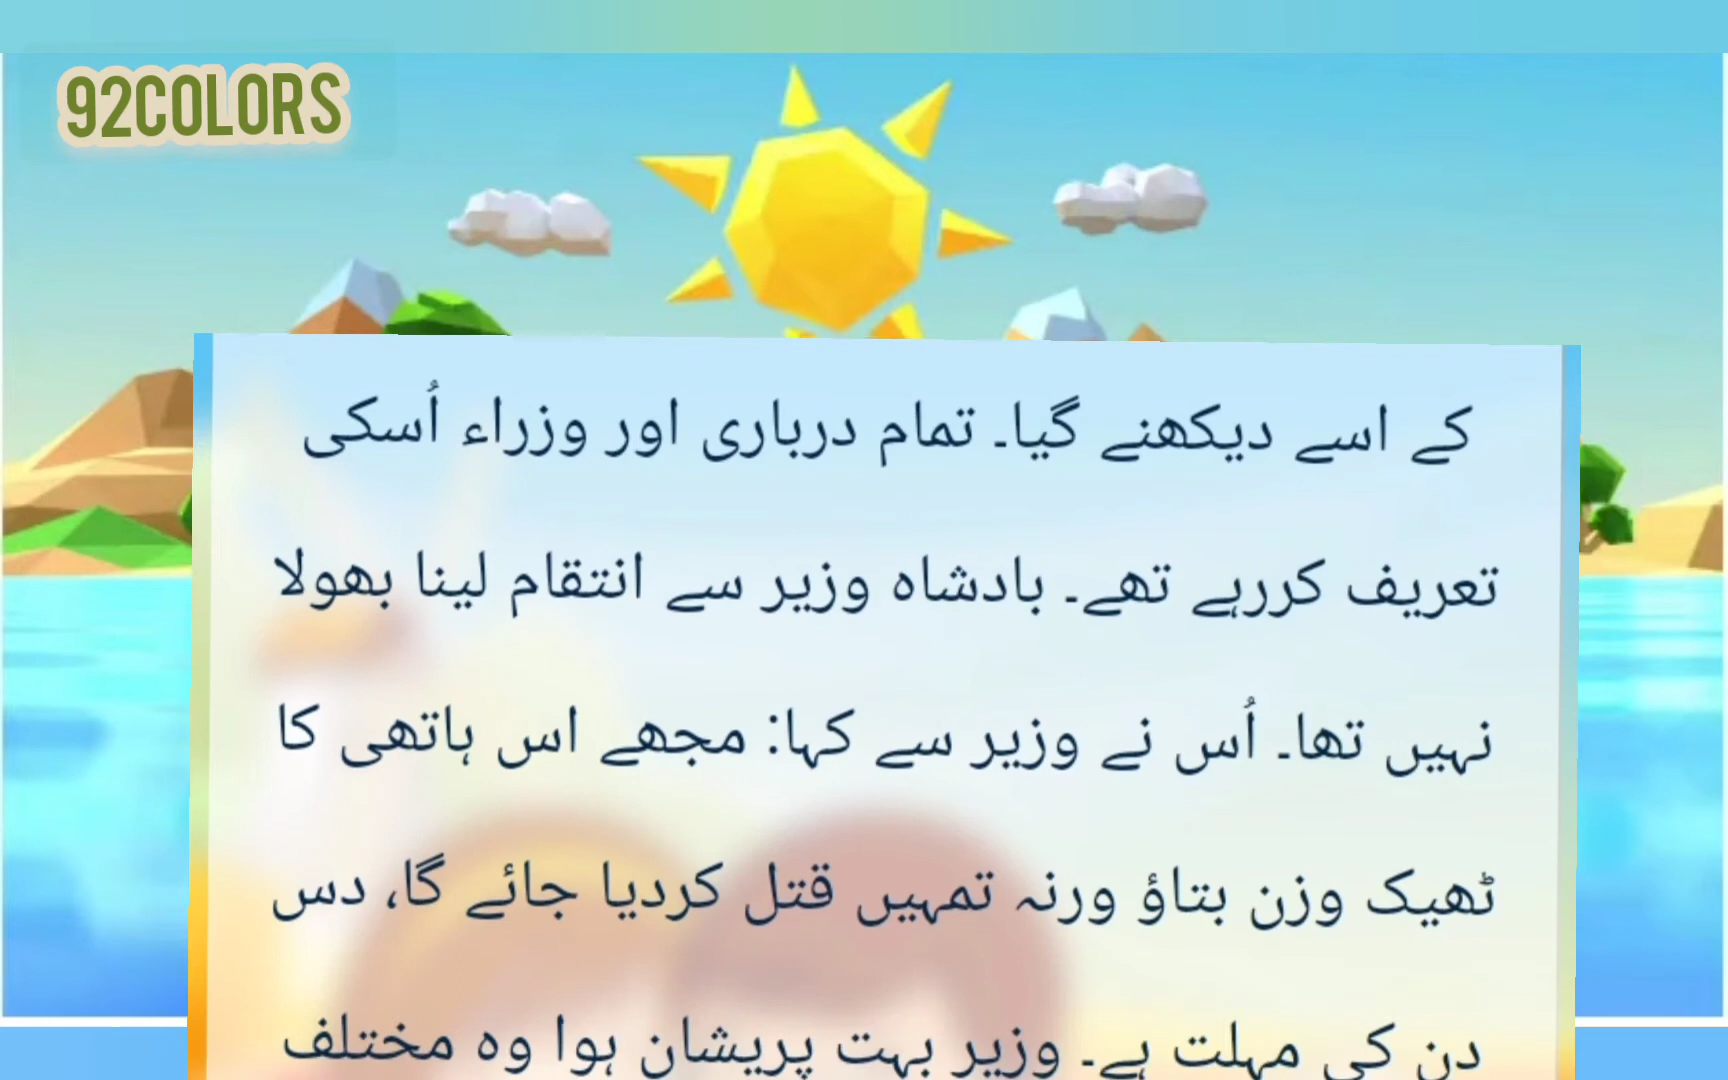 92COLORS
کے اسے دیکھنے گیا۔ تمام درباری اور وزراء اُسکی
تعریف کررہے تھے۔ بادشاہ وزیر سے انتقام لینا بھولا
نہیں تھا۔ اُس نے وزیر سے کہا: مجھے اس ہاتھی کا
ٹھیک وزن بتاؤ ورنہ تمہیں قتل کردیا جائے گا، دس
دن کی مہلت ہے۔ وزیر بہت پریشان ہوا وہ مختلف